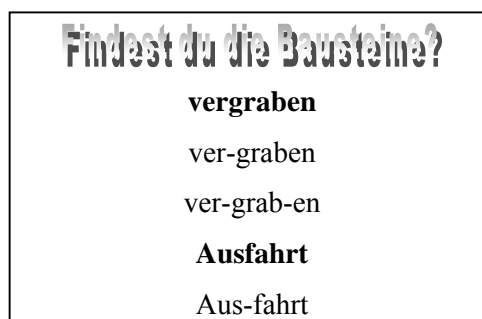 Findest du die Bausteine?
vergraben
ver-graben
ver-grab-en
Ausfahrt
Aus-fahrt